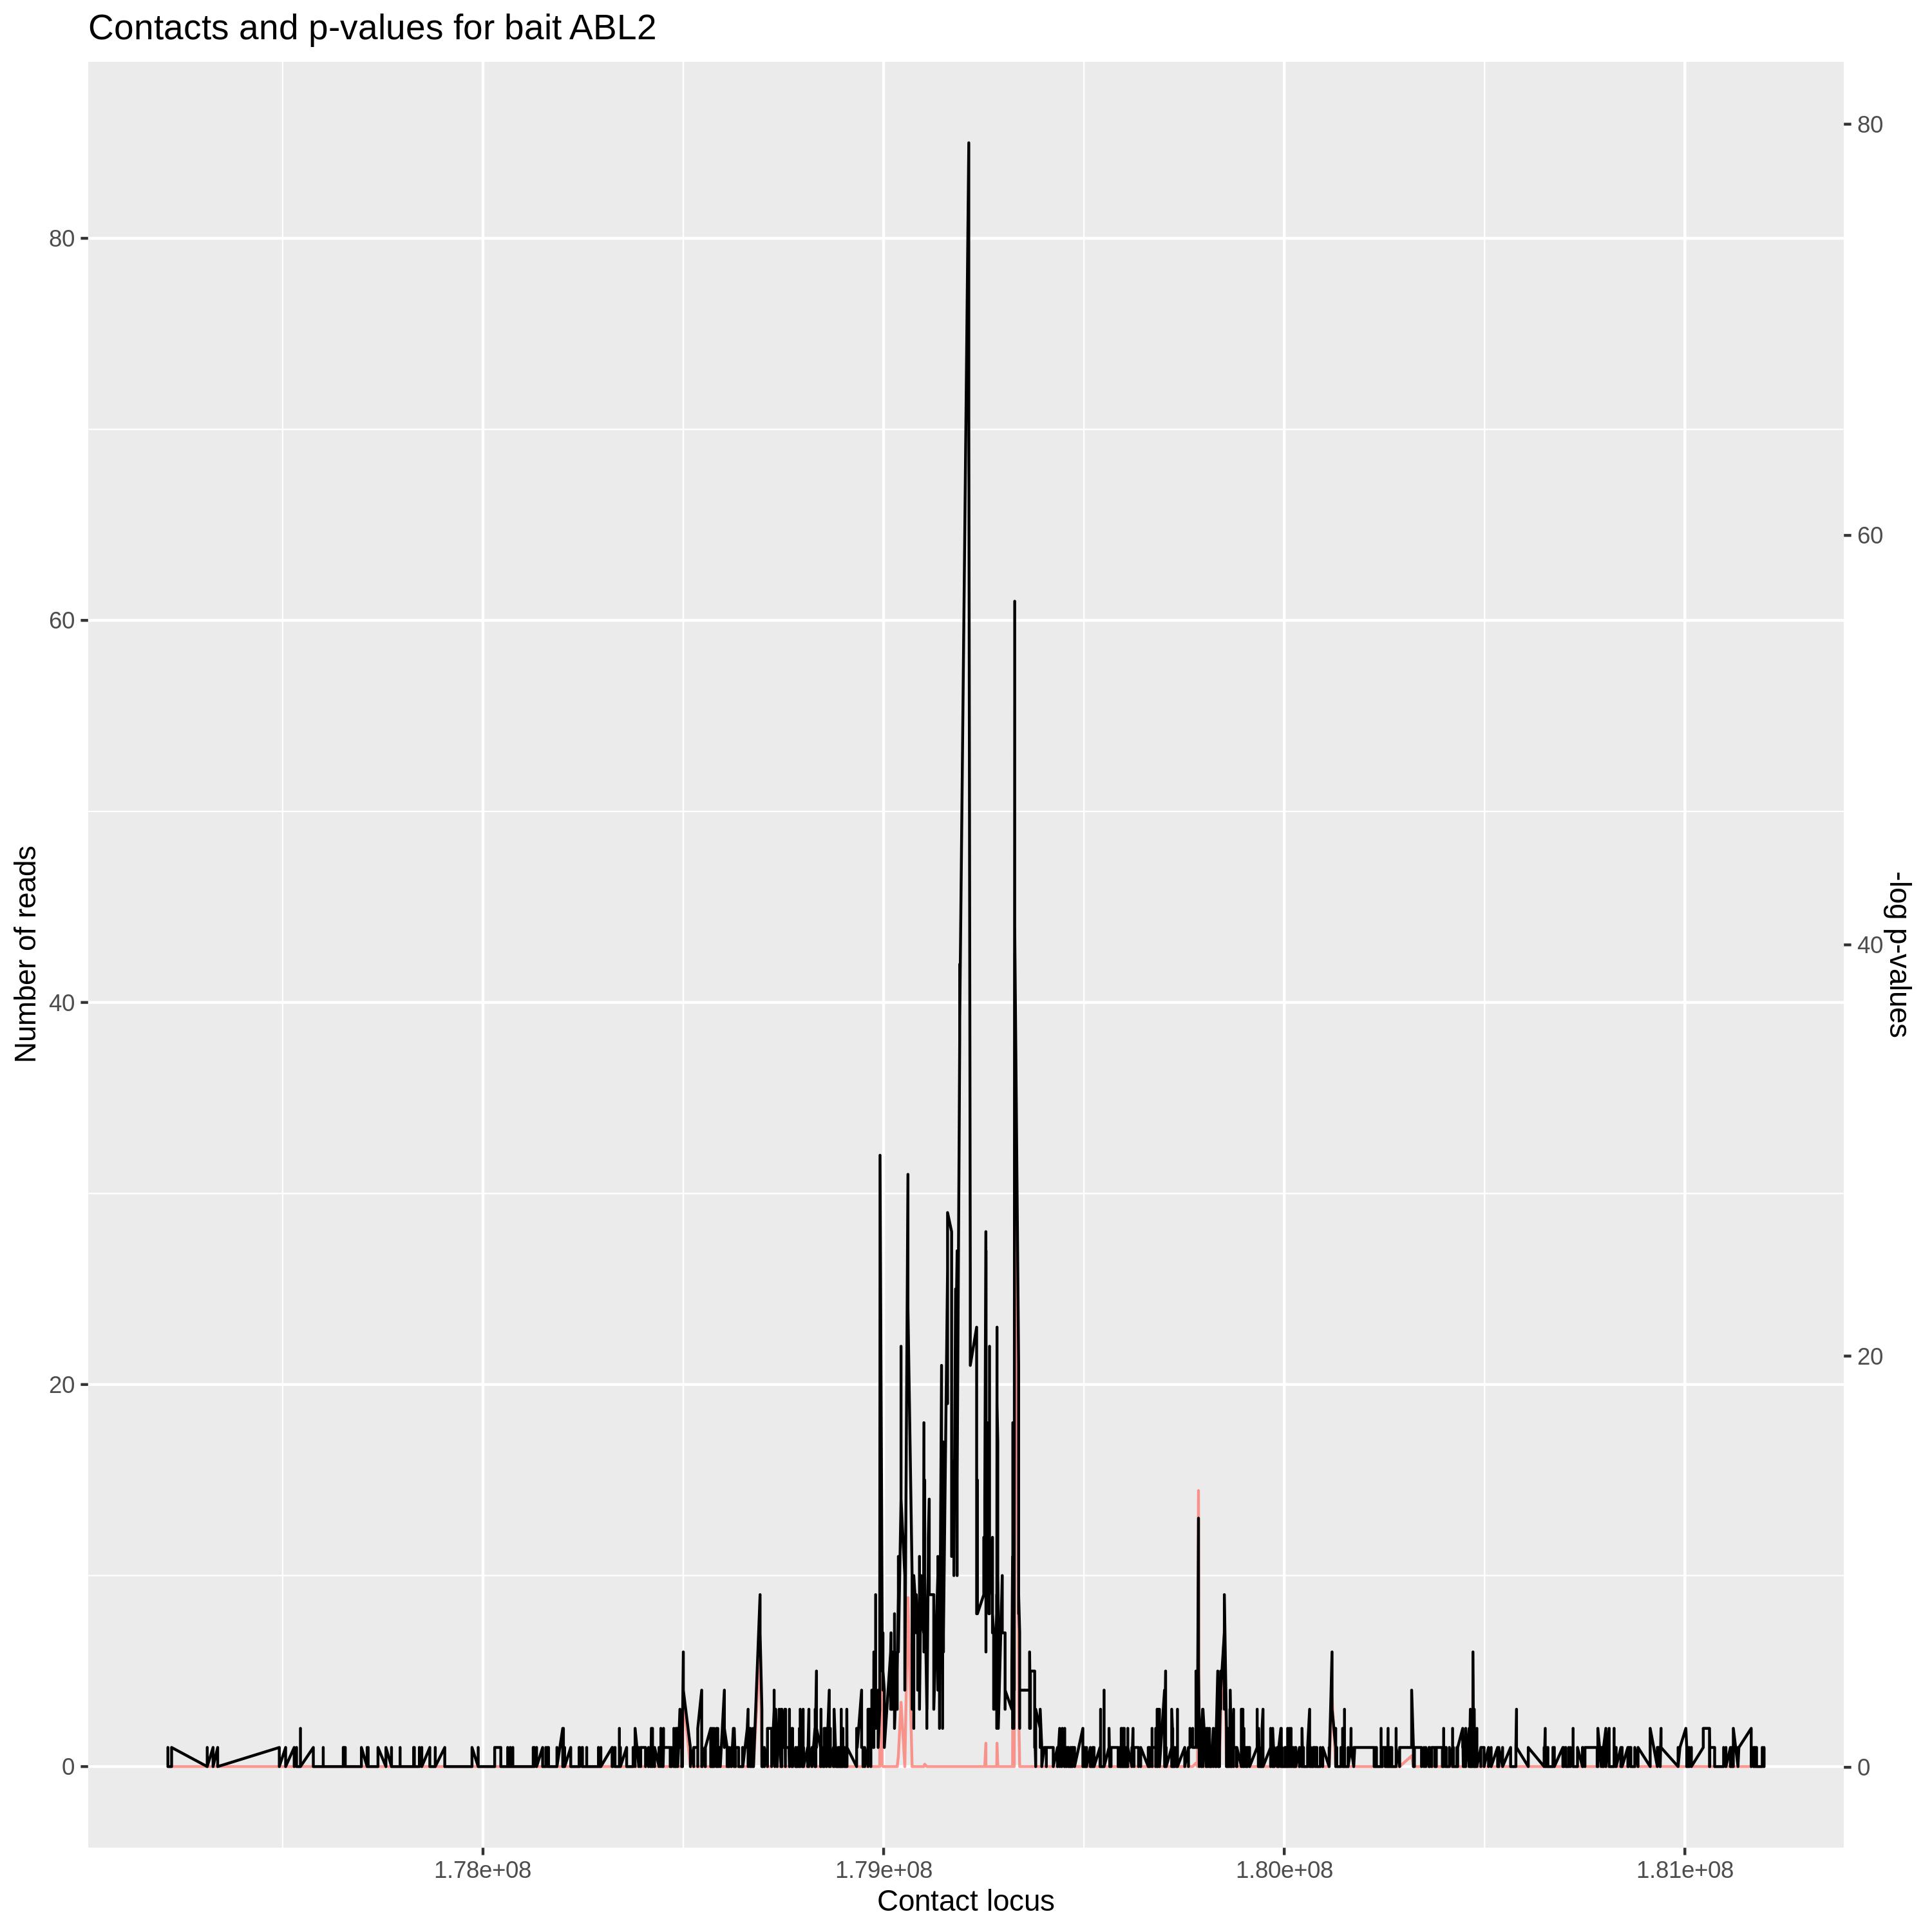 Contacts and p-values for bait ABL2
80
60
40
20
0
Number of reads
80
60
40
20
0
-log p-values
1.78e+08 1.79e+08 1.80e+08 1.81e+08
Contact locus